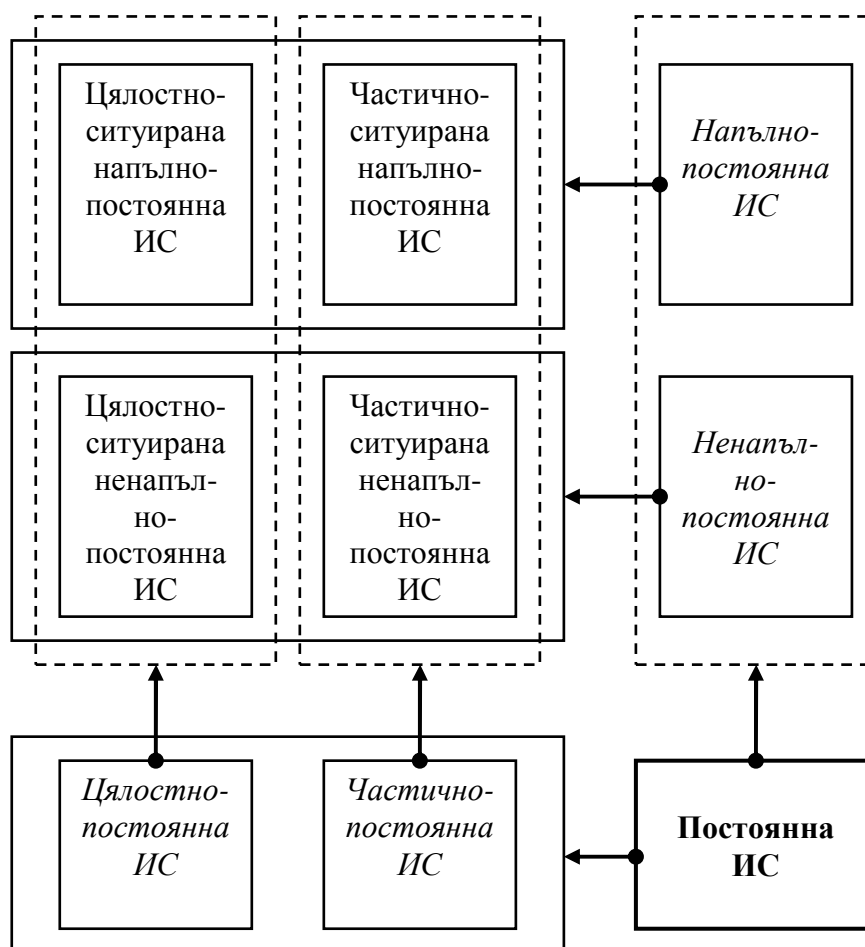 Цялостно-
ситуирана
напълно-
постоянна
ИС
Частично-
ситуирана
напълно-
постоянна
ИС
Напълно-
постоянна
ИС
Цялостно-
ситуирана
ненапъл-
но-
постоянна
ИС
Частично-
ситуирана
ненапъл-
но-
постоянна
ИС
Ненапъл-
но-
постоянна
ИС
Цялостно-
постоянна
ИС
Частично-
постоянна
ИС
Постоянна
ИС